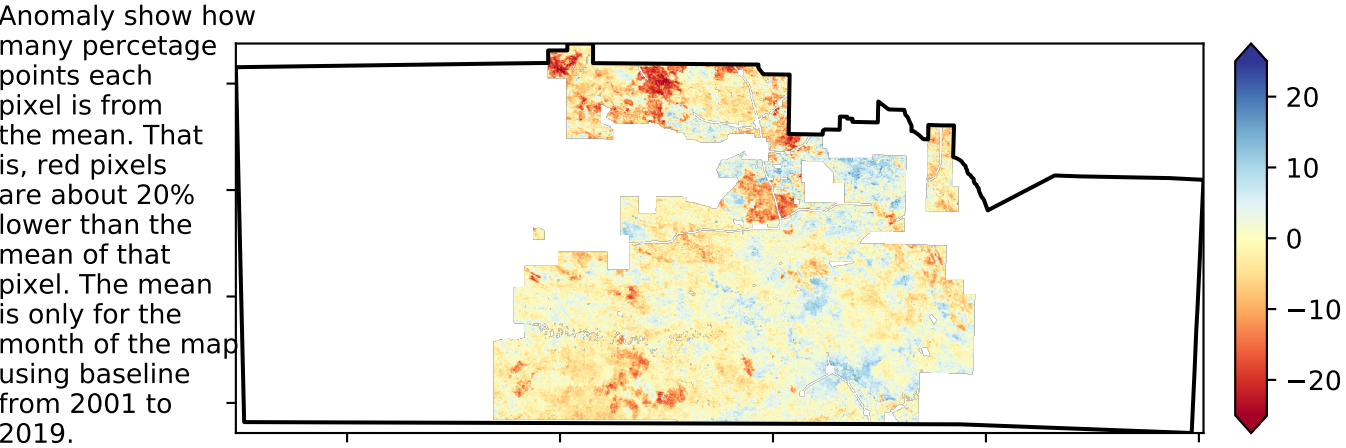 Anomaly show how
many percetage
points each
pixel is from
the mean. That
is, red pixels
are about 20%
lower than the
mean of that
pixel. The mean
is only for the
month of the map
using baseline
from 2001 to
2019.
20
10
0
−10
−20